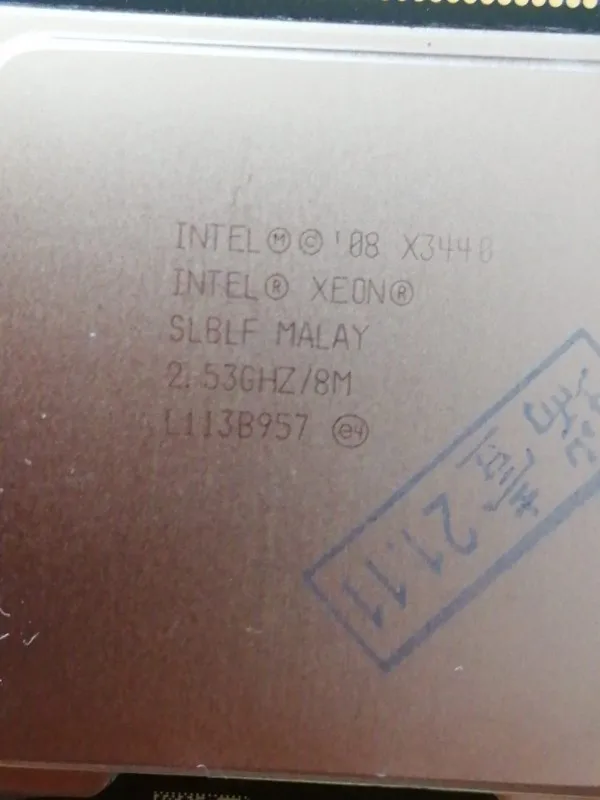 INTELⓂ©'08 X3440
INTEL® XEON®
SLBLF MALAY
2.53GHZ/8M
L113B957 e4
21.11